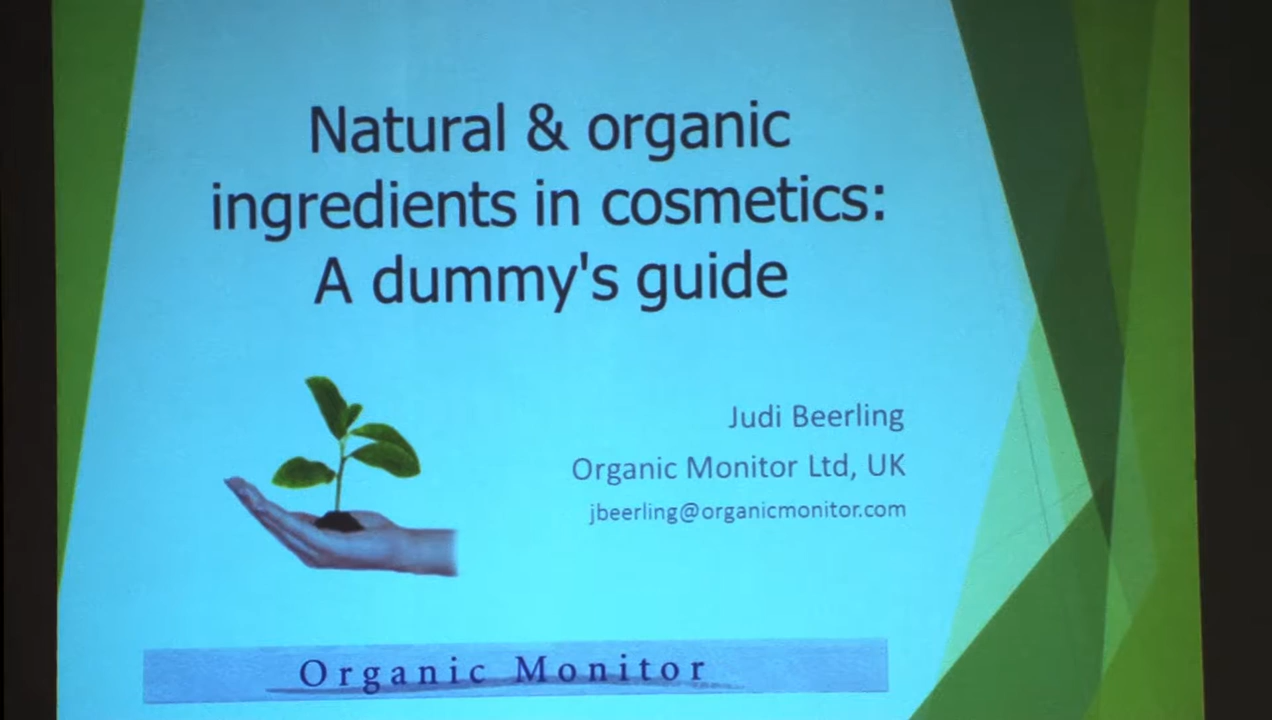 Natural & organic
ingredients in cosmetics:
A dummy's guide
Judi Beerling
Organic Monitor Ltd, UK
jbeerling@organicmonitor.com
Organic Monitor